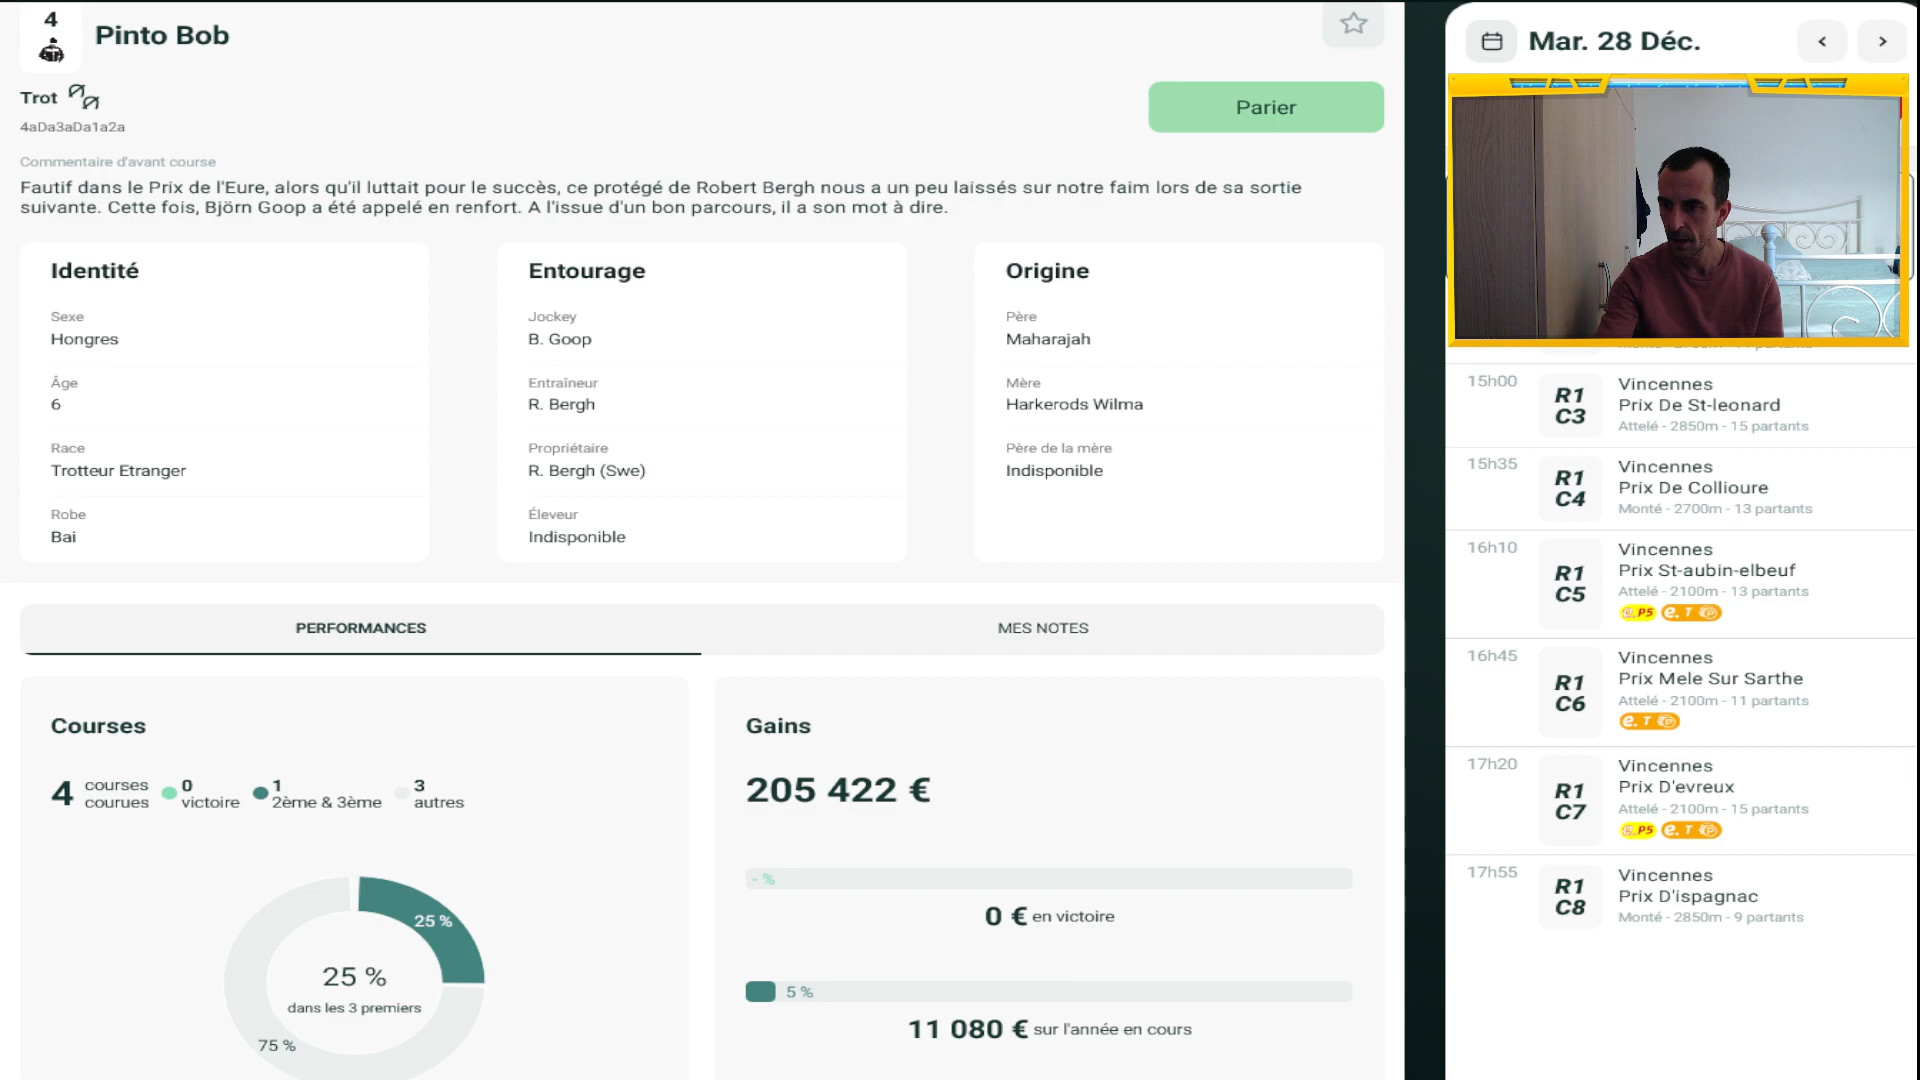 4
Pinto Bob
Trot
4aDa3aDa1a2a
Parier
Commentaire d'avant course
Fautif dans le Prix de l'Eure, alors qu'il luttait pour le succès, ce protégé de Robert Bergh nous a un peu laissés sur notre faim lors de sa sortie
suivante. Cette fois, Björn Goop a été appelé en renfort. A l'issue d'un bon parcours, il a son mot à dire.
Identité
Sexe
Hongres
Âge
6
Race
Trotteur Etranger
Robe
Bai
Entourage
Jockey
B. Goop
Entraîneur
R. Bergh
Propriétaire
R. Bergh (Swe)
Éleveur
Indisponible
Origine
Père
Maharajah
Mère
Harkerods Wilma
Père de la mère
Indisponible
PERFORMANCES
MES NOTES
Courses
4 courses courues
0 victoire
1 2ème & 3ème
3 autres
25 %
25 %
dans les 3 premiers
75 %
Gains
205 422 €
- %
0 € en victoire
5 %
11 080 € sur l'année en cours
Mar. 28 Déc.
15h00
R1
C3
Vincennes
Prix De St-leonard
Attelé - 2850m - 15 partants
15h35
R1
C4
Vincennes
Prix De Collioure
Monté - 2700m - 13 partants
16h10
R1
C5
Vincennes
Prix St-aubin-elbeuf
Attelé - 2100m - 13 partants
e. P5 e. T
16h45
R1
C6
Vincennes
Prix Mele Sur Sarthe
Attelé - 2100m - 11 partants
e. T
17h20
R1
C7
Vincennes
Prix D'evreux
Attelé - 2100m - 15 partants
e. P5 e. T
17h55
R1
C8
Vincennes
Prix D'ispagnac
Monté - 2850m - 9 partants